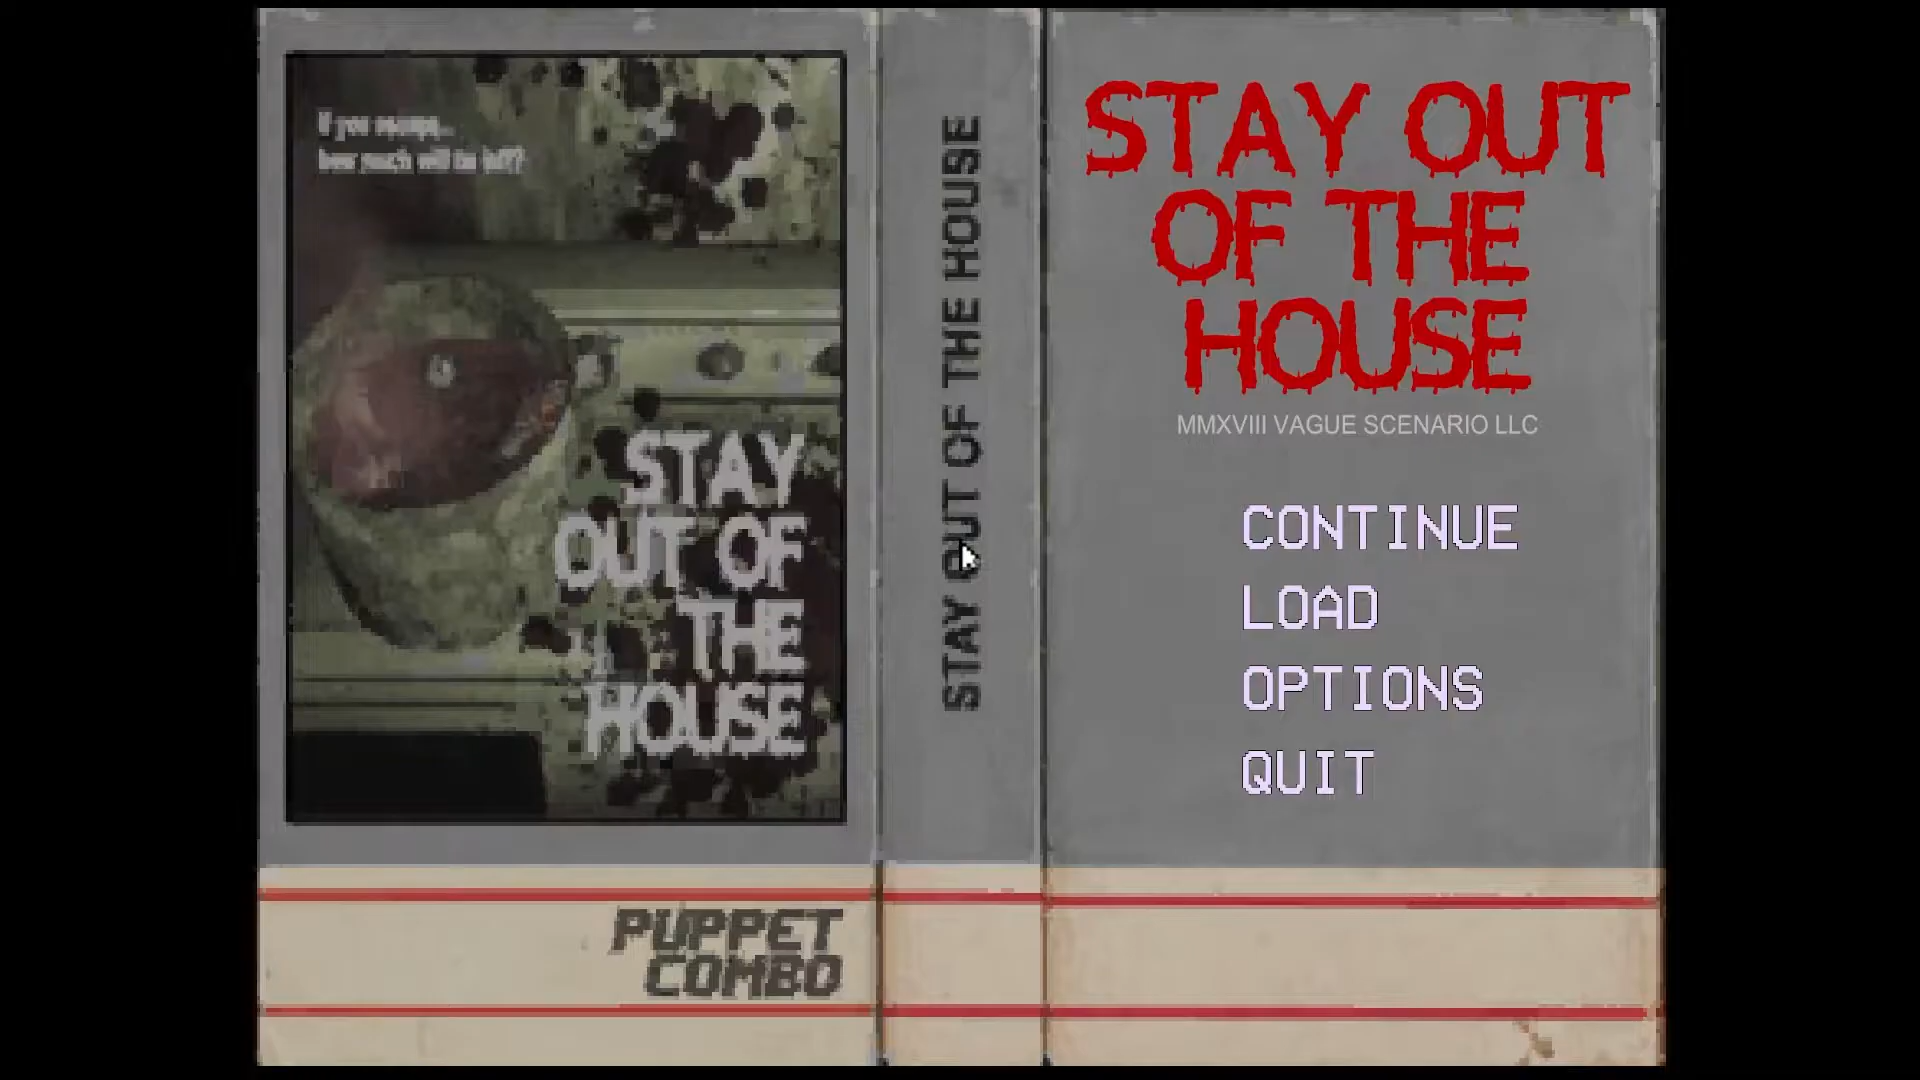 If you escape...
how much will be left?
STAY
OUT OF
THE
HOUSE
PUPPET
COMBO
STAY OUT OF THE HOUSE
STAY OUT
OF THE
HOUSE
MMXVIII VAGUE SCENARIO LLC
CONTINUE
LOAD
OPTIONS
QUIT